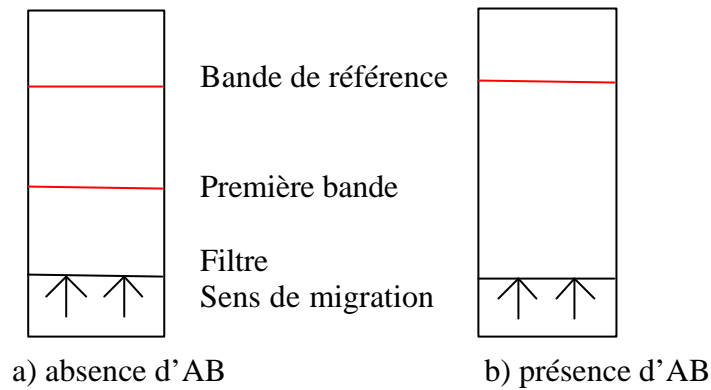 Bande de référence
Première bande
Filtre
Sens de migration
a) absence d'AB
b) présence d'AB